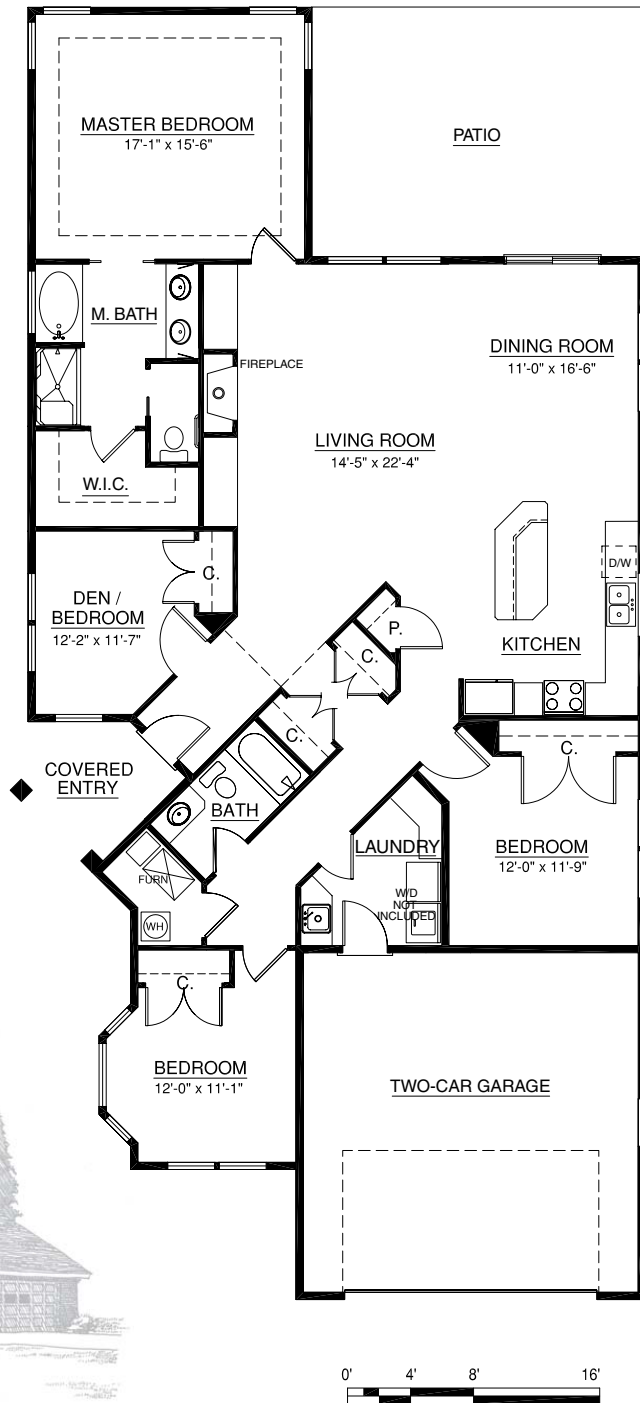 MASTER BEDROOM
17'-1" x 15'-6"
PATIO
M. BATH
FIREPLACE
DINING ROOM
11'-0" x 16'-6"
LIVING ROOM
14'-5" x 22'-4"
W.I.C.
C.
D/W
DEN /
BEDROOM
12'-2" x 11'-7"
P.
KITCHEN
C.
C.
C.
COVERED
ENTRY
BATH
LAUNDRY
BEDROOM
12'-0" x 11'-9"
FURN
W/D
NOT
INCLUDED
WH
C.
BEDROOM
12'-0" x 11'-1"
TWO-CAR GARAGE
0' 4' 8' 16'